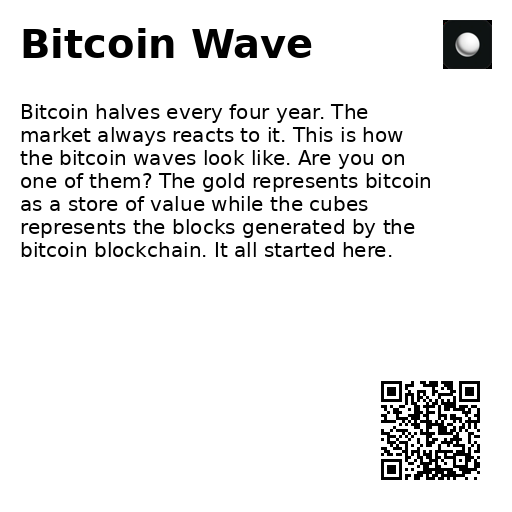 Bitcoin Wave
Bitcoin halves every four year. The
market always reacts to it. This is how
the bitcoin waves look like. Are you on
one of them? The gold represents bitcoin
as a store of value while the cubes
represents the blocks generated by the
bitcoin blockchain. It all started here.